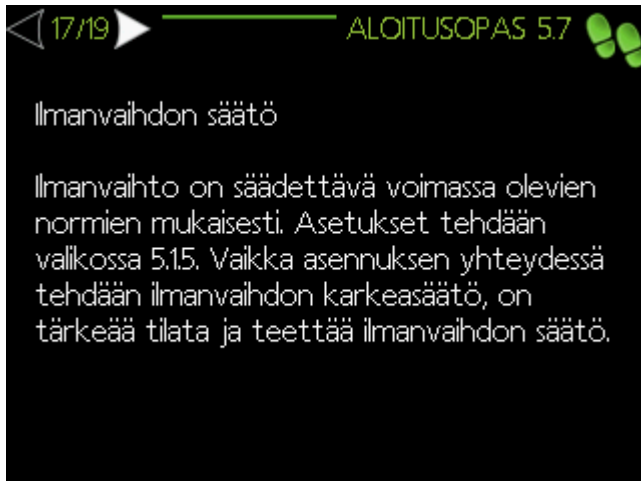 17/19
ALOITUSOPAS 5.7
Ilmanvaihdon säätö
Ilmanvaihto on säädettävä voimassa olevien
normien mukaisesti. Asetukset tehdään
valikossa 5.1.5. Vaikka asennuksen yhteydessä
tehdään ilmanvaihdon karkeasäätö, on
tärkeää tilata ja teettää ilmanvaihdon säätö.